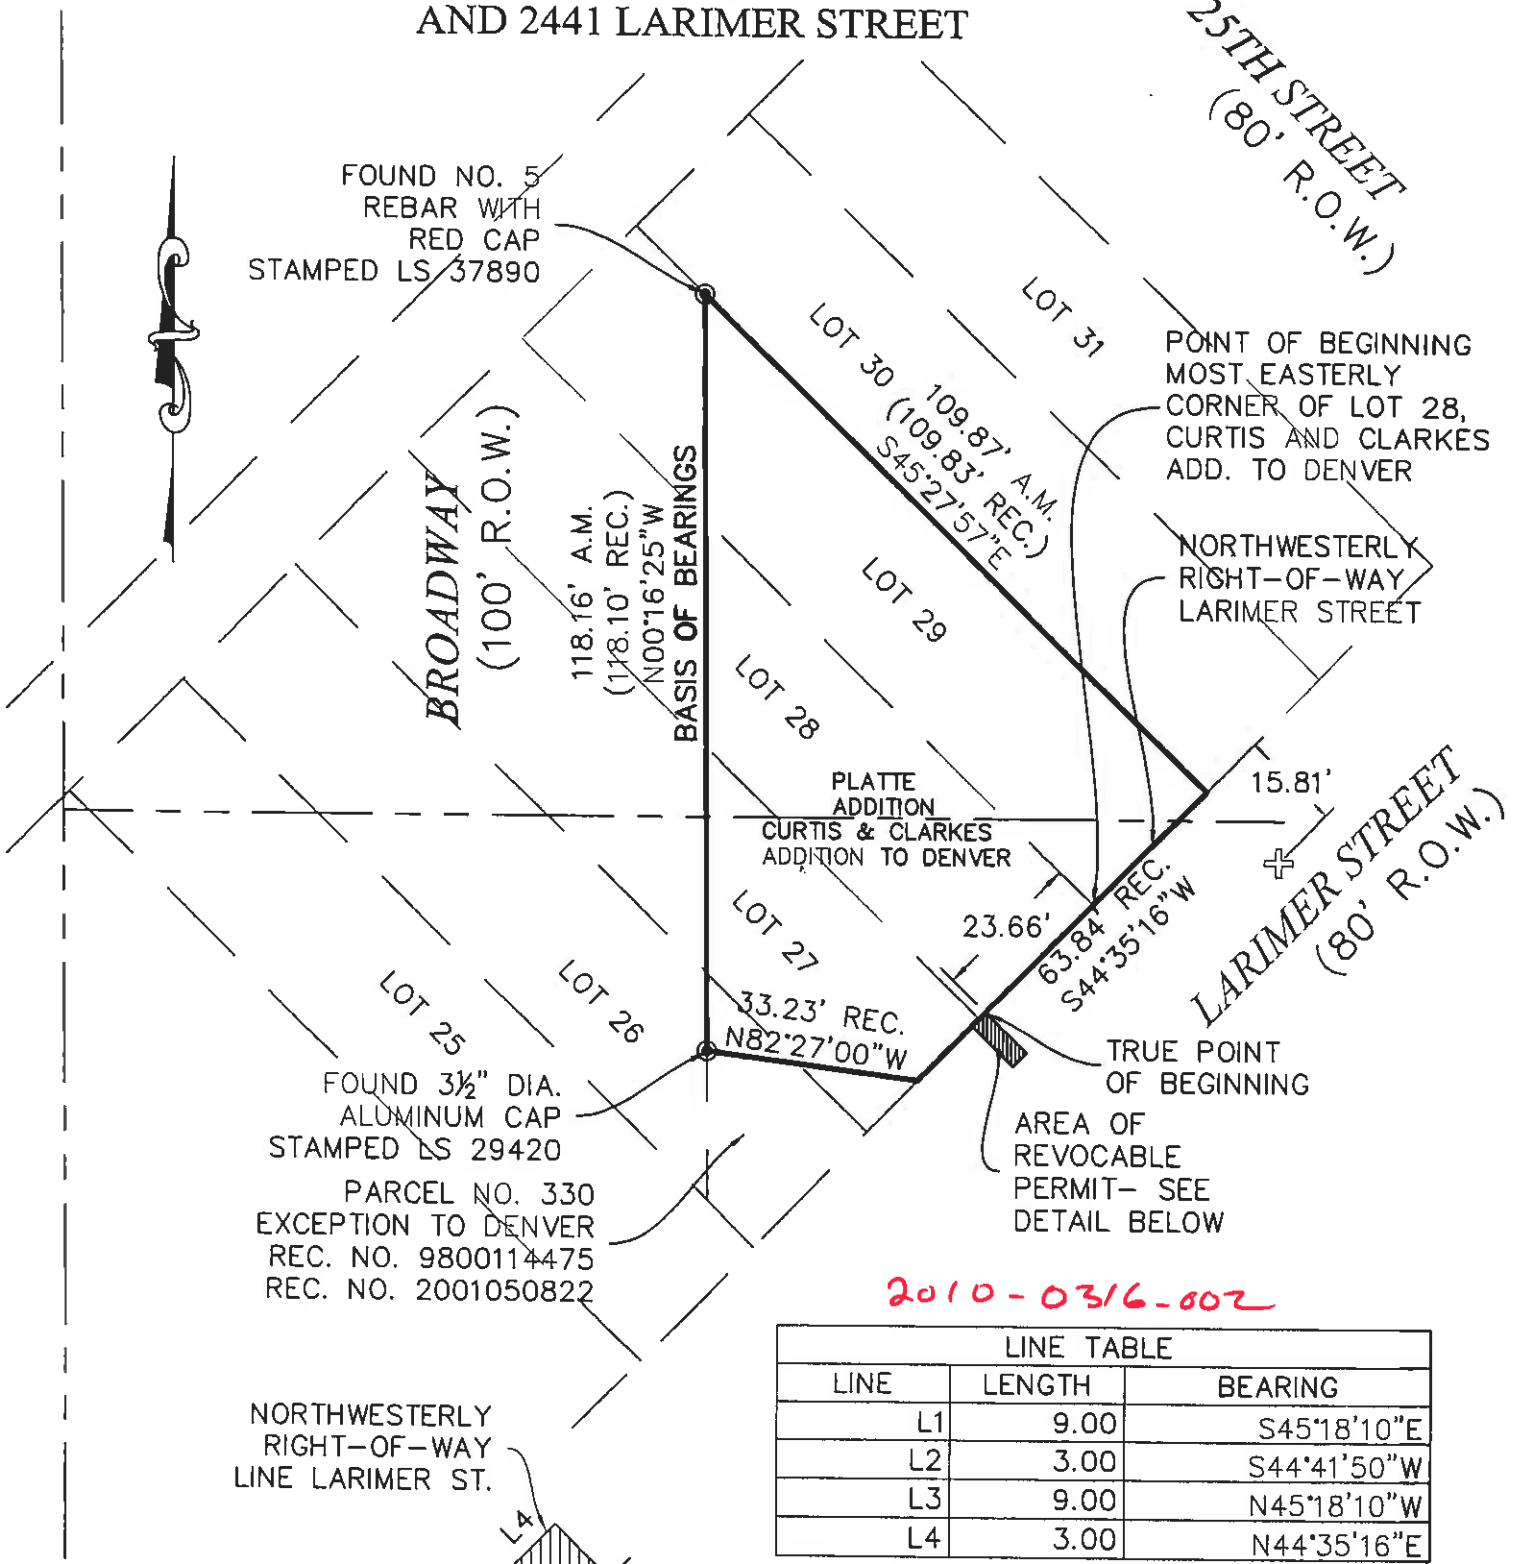 AND 2441 LARIMER STREET
25TH STREET
(80' R.O.W.)
FOUND NO. 5
REBAR WITH
RED CAP
STAMPED LS 37890
LOT 31
LOT 30
109.87' A.M.
(109.83' REC.)
S45°27'57"E
POINT OF BEGINNING
MOST EASTERLY
CORNER OF LOT 28,
CURTIS AND CLARKES
ADD. TO DENVER
NORTHWESTERLY
RIGHT-OF-WAY
LARIMER STREET
BROADWAY
(100' R.O.W.)
118.16' A.M.
(118.10' REC.)
N00°16'25"W
BASIS OF BEARINGS
LOT 29
LOT 28
PLATTE
ADDITION
CURTIS & CLARKES
ADDITION TO DENVER
15.81'
LARIMER STREET
(80' R.O.W.)
23.66'
63.84' REC.
S44°35'16"W
LOT 27
LOT 26
LOT 25
33.23' REC.
N82°27'00"W
TRUE POINT
OF BEGINNING
FOUND 3½" DIA.
ALUMINUM CAP
STAMPED LS 29420
AREA OF
REVOCABLE
PERMIT- SEE
DETAIL BELOW
PARCEL NO. 330
EXCEPTION TO DENVER
REC. NO. 9800114475
REC. NO. 2001050822
2010-0316-002
LINE TABLE
LINE LENGTH BEARING
L1 9.00 S45°18'10"E
L2 3.00 S44°41'50"W
L3 9.00 N45°18'10"W
L4 3.00 N44°35'16"E
NORTHWESTERLY
RIGHT-OF-WAY
LINE LARIMER ST.
L4